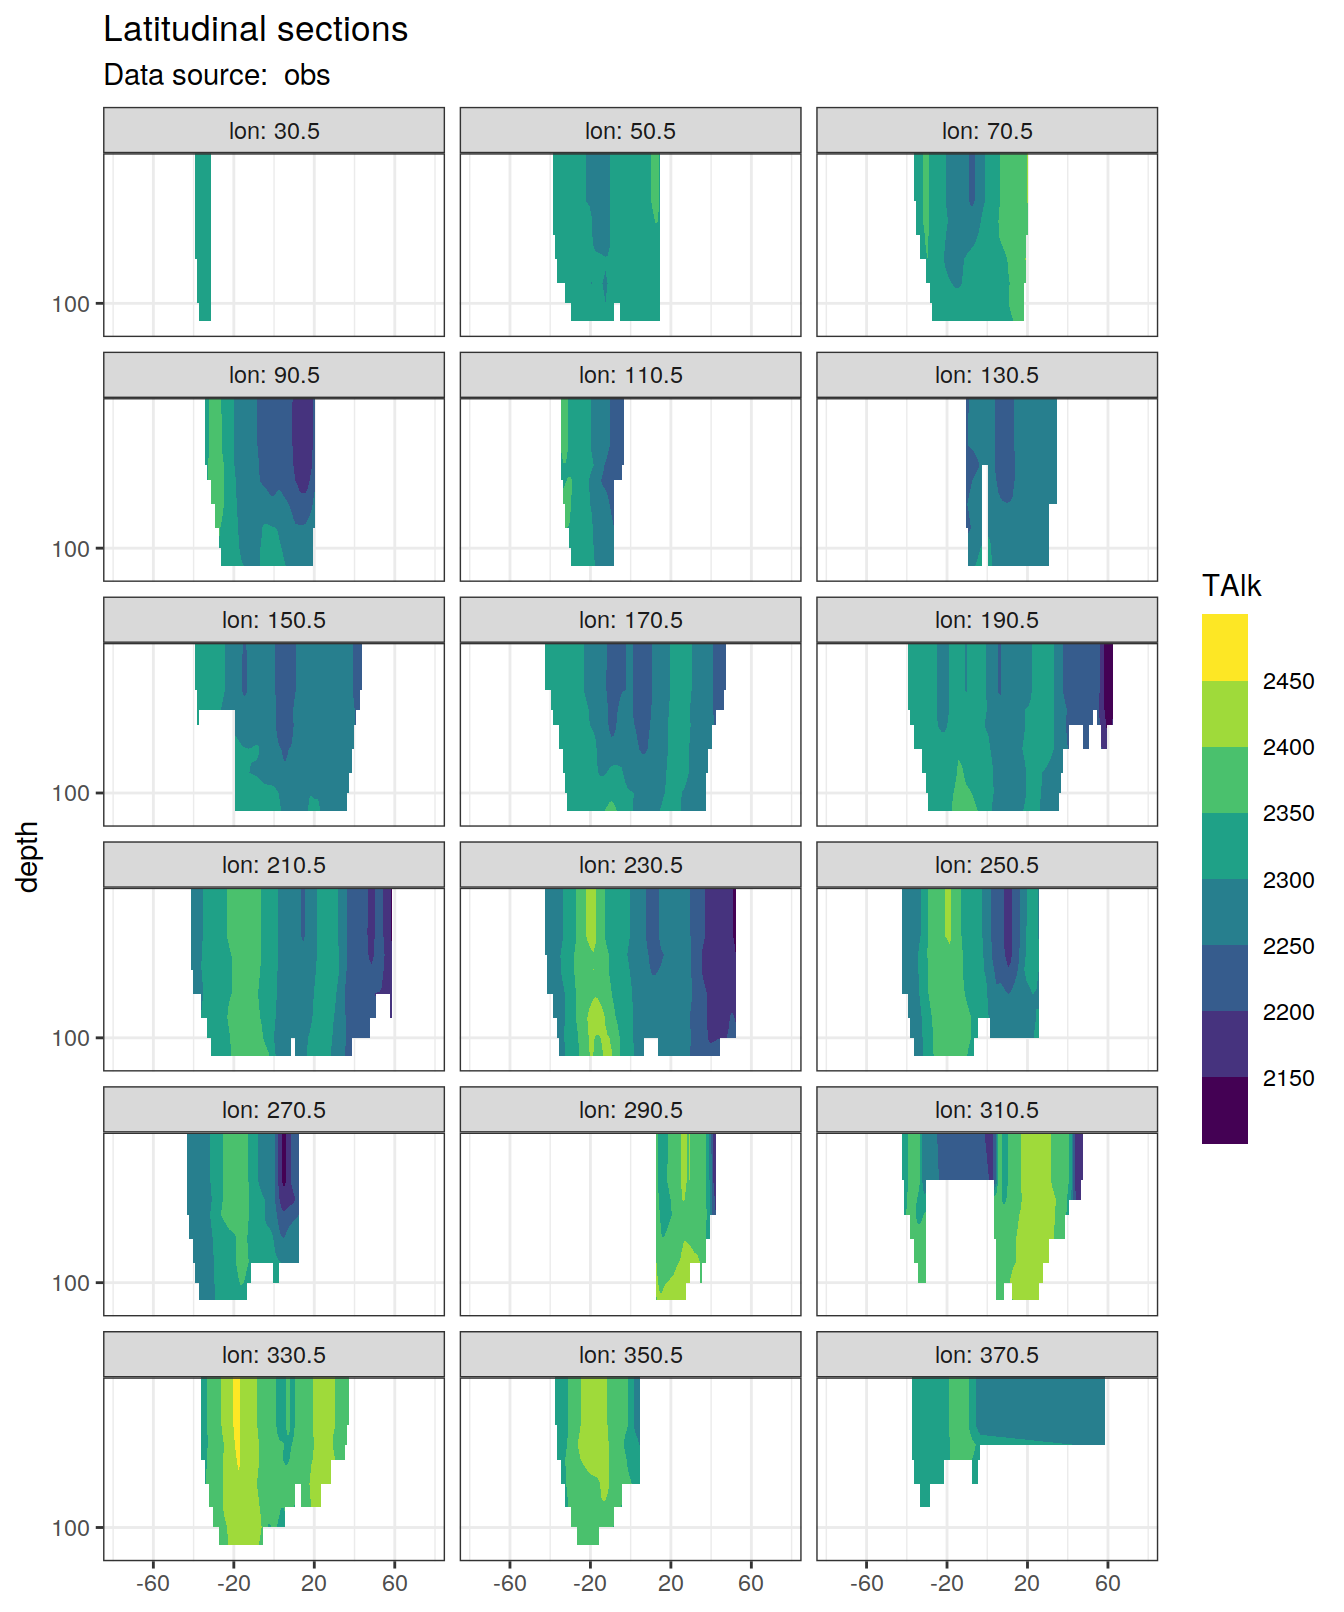 Latitudinal sections
Data source:  obs
lon: 30.5
lon: 50.5
lon: 70.5
100
lon: 90.5
lon: 110.5
lon: 130.5
100
lon: 150.5
lon: 170.5
lon: 190.5
100
lon: 210.5
lon: 230.5
lon: 250.5
100
lon: 270.5
lon: 290.5
lon: 310.5
100
lon: 330.5
lon: 350.5
lon: 370.5
100
-60
-20
20
60
-60
-20
20
60
-60
-20
20
60
depth
TAlk
2450
2400
2350
2300
2250
2200
2150